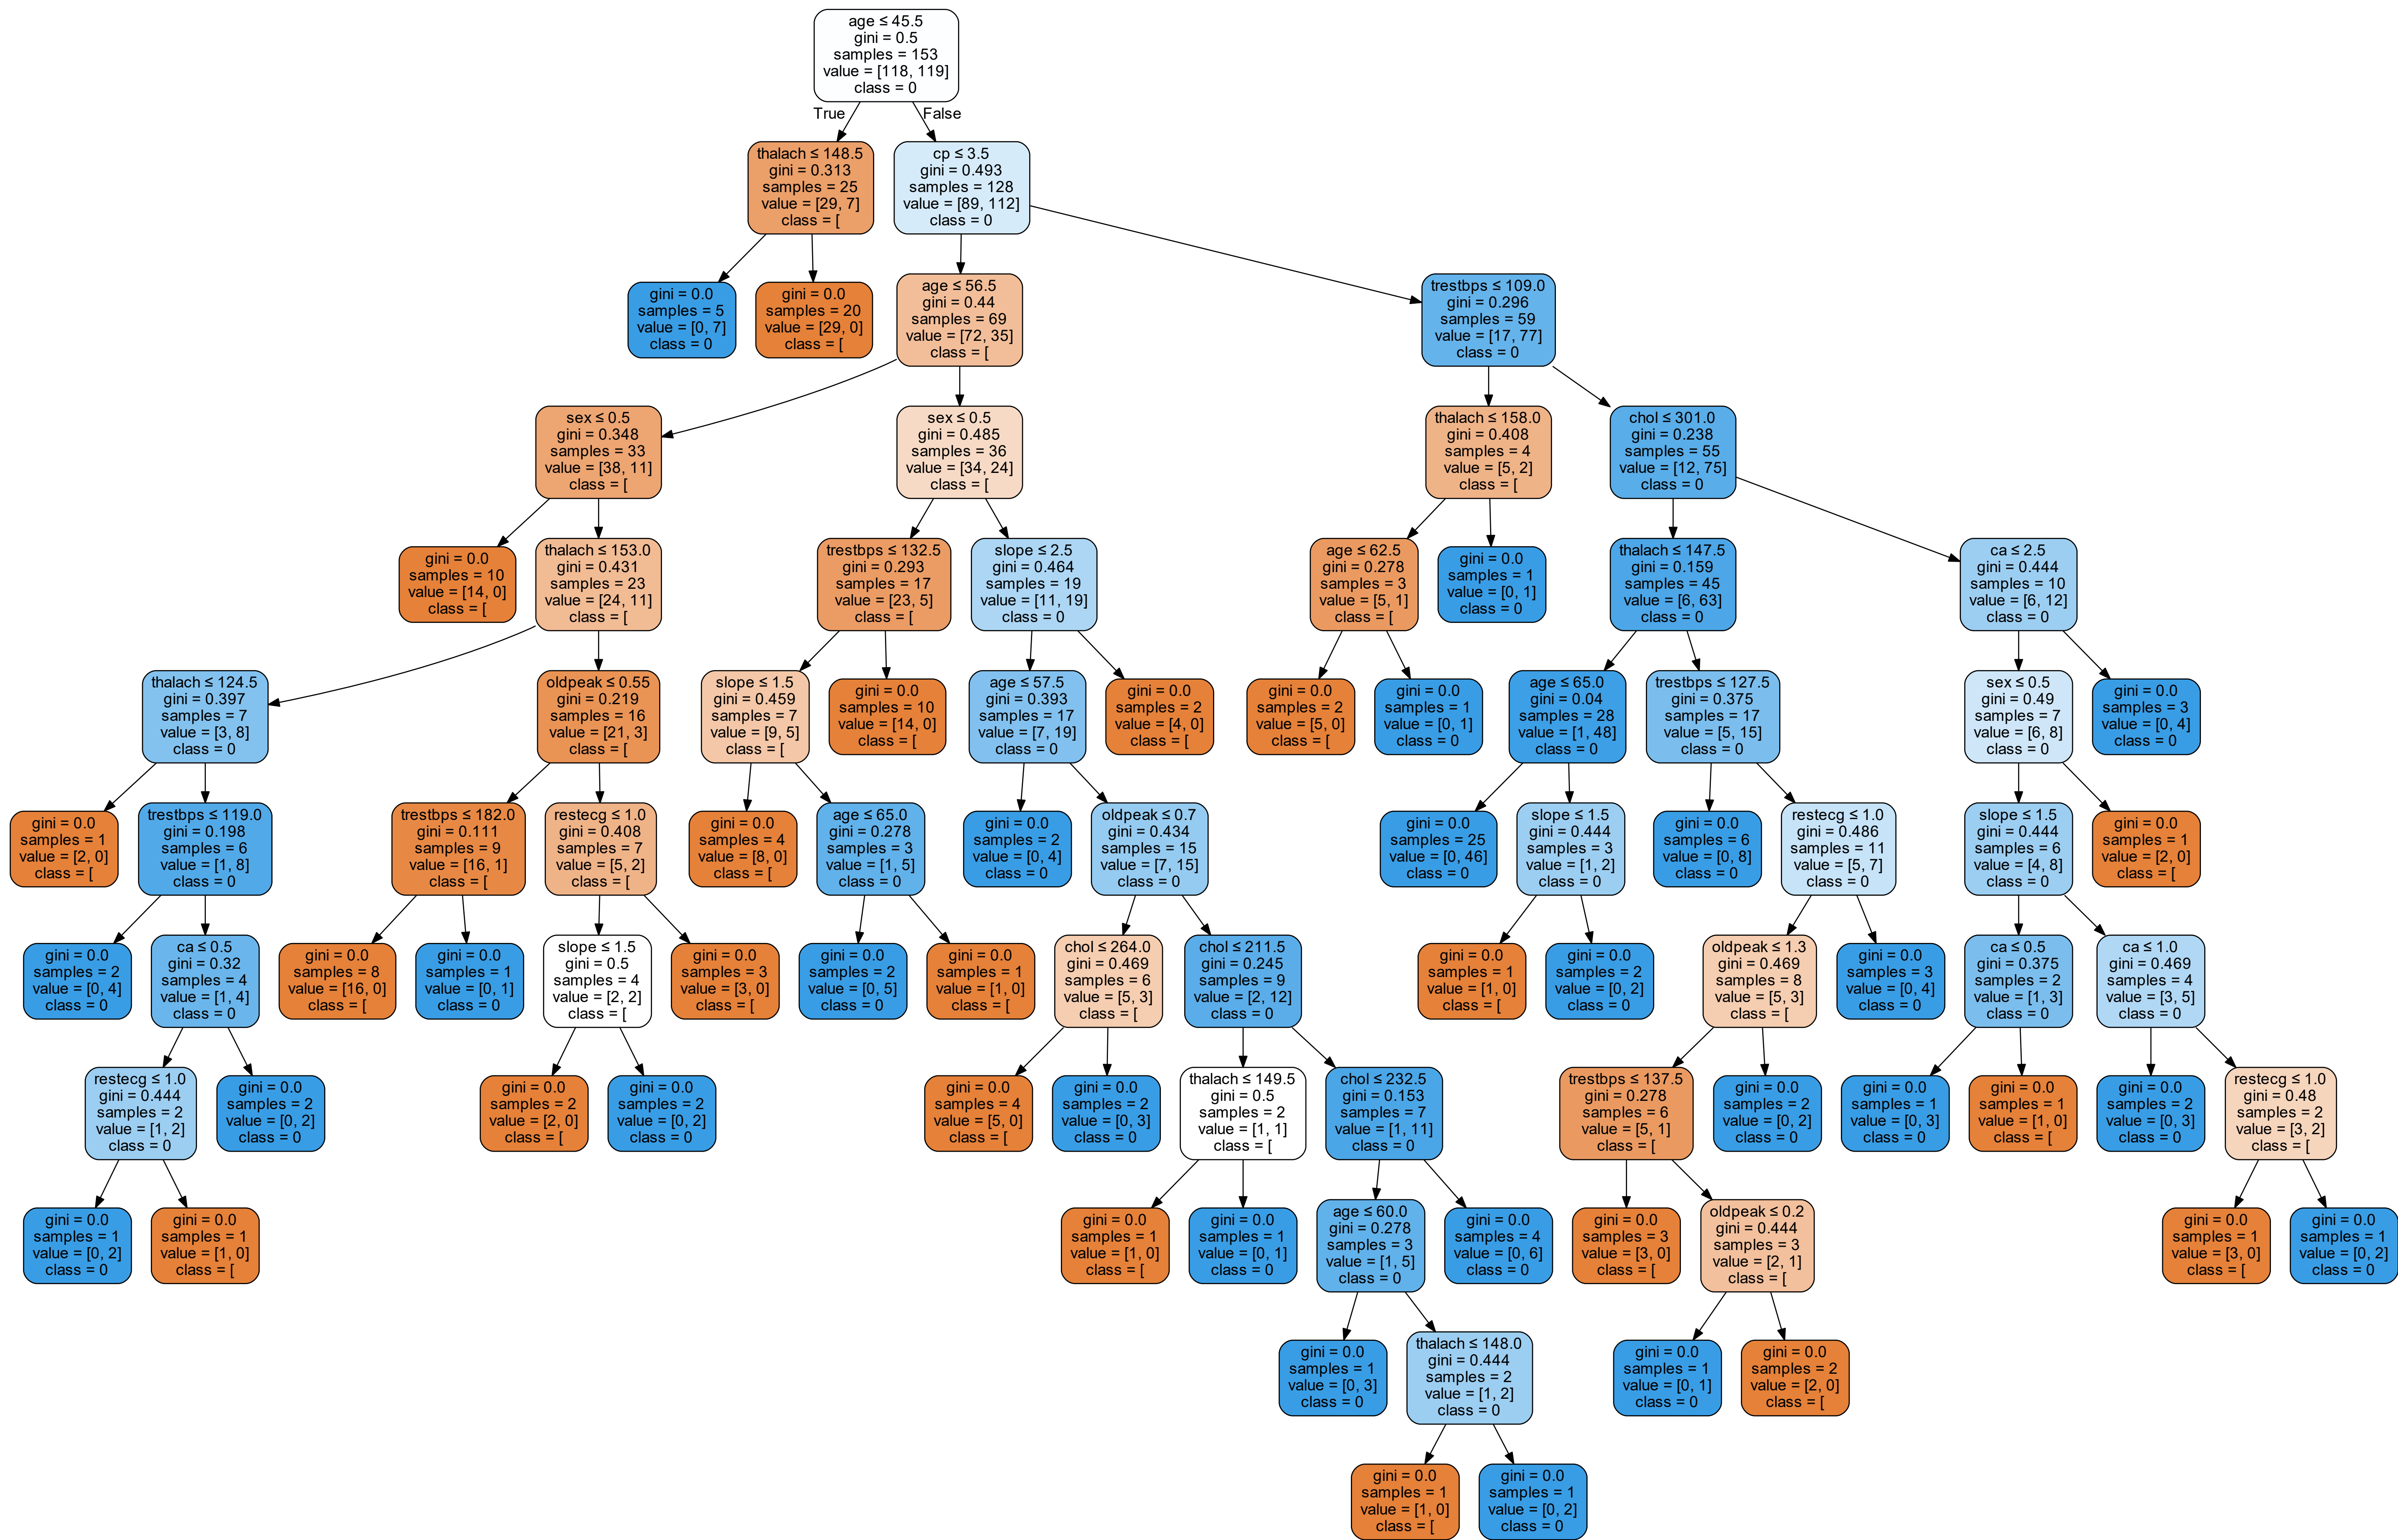 age ≤ 45.5
gini = 0.5
samples = 153
value = [118, 119]
class = 0
True
False
thalach ≤ 148.5
gini = 0.313
samples = 25
value = [29, 7]
class = [
cp ≤ 3.5
gini = 0.493
samples = 128
value = [89, 112]
class = 0
gini = 0.0
samples = 5
value = [0, 7]
class = 0
gini = 0.0
samples = 20
value = [29, 0]
class = [
age ≤ 56.5
gini = 0.44
samples = 69
value = [72, 35]
class = [
trestbps ≤ 109.0
gini = 0.296
samples = 59
value = [17, 77]
class = 0
sex ≤ 0.5
gini = 0.348
samples = 33
value = [38, 11]
class = [
sex ≤ 0.5
gini = 0.485
samples = 36
value = [34, 24]
class = [
thalach ≤ 158.0
gini = 0.408
samples = 4
value = [5, 2]
class = [
chol ≤ 301.0
gini = 0.238
samples = 55
value = [12, 75]
class = 0
gini = 0.0
samples = 10
value = [14, 0]
class = [
thalach ≤ 153.0
gini = 0.431
samples = 23
value = [24, 11]
class = [
trestbps ≤ 132.5
gini = 0.293
samples = 17
value = [23, 5]
class = [
slope ≤ 2.5
gini = 0.464
samples = 19
value = [11, 19]
class = 0
age ≤ 62.5
gini = 0.278
samples = 3
value = [5, 1]
class = [
gini = 0.0
samples = 1
value = [0, 1]
class = 0
thalach ≤ 147.5
gini = 0.159
samples = 45
value = [6, 63]
class = 0
ca ≤ 2.5
gini = 0.444
samples = 10
value = [6, 12]
class = 0
thalach ≤ 124.5
gini = 0.397
samples = 7
value = [3, 8]
class = 0
oldpeak ≤ 0.55
gini = 0.219
samples = 16
value = [21, 3]
class = [
slope ≤ 1.5
gini = 0.459
samples = 7
value = [9, 5]
class = [
gini = 0.0
samples = 10
value = [14, 0]
class = [
age ≤ 57.5
gini = 0.393
samples = 17
value = [7, 19]
class = 0
gini = 0.0
samples = 2
value = [4, 0]
class = [
gini = 0.0
samples = 2
value = [5, 0]
class = [
gini = 0.0
samples = 1
value = [0, 1]
class = 0
age ≤ 65.0
gini = 0.04
samples = 28
value = [1, 48]
class = 0
trestbps ≤ 127.5
gini = 0.375
samples = 17
value = [5, 15]
class = 0
sex ≤ 0.5
gini = 0.49
samples = 7
value = [6, 8]
class = 0
gini = 0.0
samples = 3
value = [0, 4]
class = 0
gini = 0.0
samples = 1
value = [2, 0]
class = [
trestbps ≤ 119.0
gini = 0.198
samples = 6
value = [1, 8]
class = 0
trestbps ≤ 182.0
gini = 0.111
samples = 9
value = [16, 1]
class = [
restecg ≤ 1.0
gini = 0.408
samples = 7
value = [5, 2]
class = [
gini = 0.0
samples = 4
value = [8, 0]
class = [
age ≤ 65.0
gini = 0.278
samples = 3
value = [1, 5]
class = 0
gini = 0.0
samples = 2
value = [0, 4]
class = 0
oldpeak ≤ 0.7
gini = 0.434
samples = 15
value = [7, 15]
class = 0
gini = 0.0
samples = 25
value = [0, 46]
class = 0
slope ≤ 1.5
gini = 0.444
samples = 3
value = [1, 2]
class = 0
gini = 0.0
samples = 6
value = [0, 8]
class = 0
restecg ≤ 1.0
gini = 0.486
samples = 11
value = [5, 7]
class = 0
slope ≤ 1.5
gini = 0.444
samples = 6
value = [4, 8]
class = 0
gini = 0.0
samples = 1
value = [2, 0]
class = [
gini = 0.0
samples = 2
value = [0, 4]
class = 0
ca ≤ 0.5
gini = 0.32
samples = 4
value = [1, 4]
class = 0
gini = 0.0
samples = 8
value = [16, 0]
class = [
gini = 0.0
samples = 1
value = [0, 1]
class = 0
slope ≤ 1.5
gini = 0.5
samples = 4
value = [2, 2]
class = [
gini = 0.0
samples = 3
value = [3, 0]
class = [
gini = 0.0
samples = 2
value = [0, 5]
class = 0
gini = 0.0
samples = 1
value = [1, 0]
class = [
chol ≤ 264.0
gini = 0.469
samples = 6
value = [5, 3]
class = [
chol ≤ 211.5
gini = 0.245
samples = 9
value = [2, 12]
class = 0
gini = 0.0
samples = 1
value = [1, 0]
class = [
gini = 0.0
samples = 2
value = [0, 2]
class = 0
oldpeak ≤ 1.3
gini = 0.469
samples = 8
value = [5, 3]
class = [
gini = 0.0
samples = 3
value = [0, 4]
class = 0
ca ≤ 0.5
gini = 0.375
samples = 2
value = [1, 3]
class = 0
ca ≤ 1.0
gini = 0.469
samples = 4
value = [3, 5]
class = 0
restecg ≤ 1.0
gini = 0.444
samples = 2
value = [1, 2]
class = 0
gini = 0.0
samples = 2
value = [0, 2]
class = 0
gini = 0.0
samples = 2
value = [2, 0]
class = [
gini = 0.0
samples = 2
value = [0, 2]
class = 0
gini = 0.0
samples = 4
value = [5, 0]
class = [
gini = 0.0
samples = 2
value = [0, 3]
class = 0
thalach ≤ 149.5
gini = 0.5
samples = 2
value = [1, 1]
class = [
chol ≤ 232.5
gini = 0.153
samples = 7
value = [1, 11]
class = 0
trestbps ≤ 137.5
gini = 0.278
samples = 6
value = [5, 1]
class = [
gini = 0.0
samples = 2
value = [0, 2]
class = 0
gini = 0.0
samples = 1
value = [0, 3]
class = 0
gini = 0.0
samples = 1
value = [1, 0]
class = [
gini = 0.0
samples = 2
value = [0, 3]
class = 0
restecg ≤ 1.0
gini = 0.48
samples = 2
value = [3, 2]
class = [
gini = 0.0
samples = 1
value = [0, 2]
class = 0
gini = 0.0
samples = 1
value = [1, 0]
class = [
gini = 0.0
samples = 1
value = [1, 0]
class = [
gini = 0.0
samples = 1
value = [0, 1]
class = 0
age ≤ 60.0
gini = 0.278
samples = 3
value = [1, 5]
class = 0
gini = 0.0
samples = 4
value = [0, 6]
class = 0
gini = 0.0
samples = 3
value = [3, 0]
class = [
oldpeak ≤ 0.2
gini = 0.444
samples = 3
value = [2, 1]
class = [
gini = 0.0
samples = 1
value = [3, 0]
class = [
gini = 0.0
samples = 1
value = [0, 2]
class = 0
gini = 0.0
samples = 1
value = [0, 3]
class = 0
thalach ≤ 148.0
gini = 0.444
samples = 2
value = [1, 2]
class = 0
gini = 0.0
samples = 1
value = [0, 1]
class = 0
gini = 0.0
samples = 2
value = [2, 0]
class = [
gini = 0.0
samples = 1
value = [1, 0]
class = [
gini = 0.0
samples = 1
value = [0, 2]
class = 0